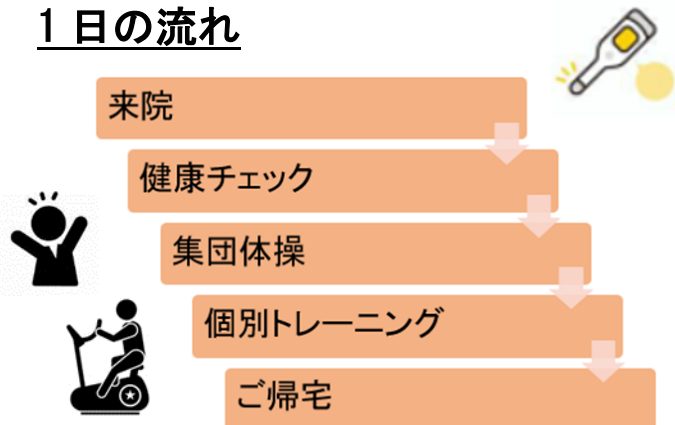 １日の流れ
来院
健康チェック
集団体操
個別トレーニング
ご帰宅